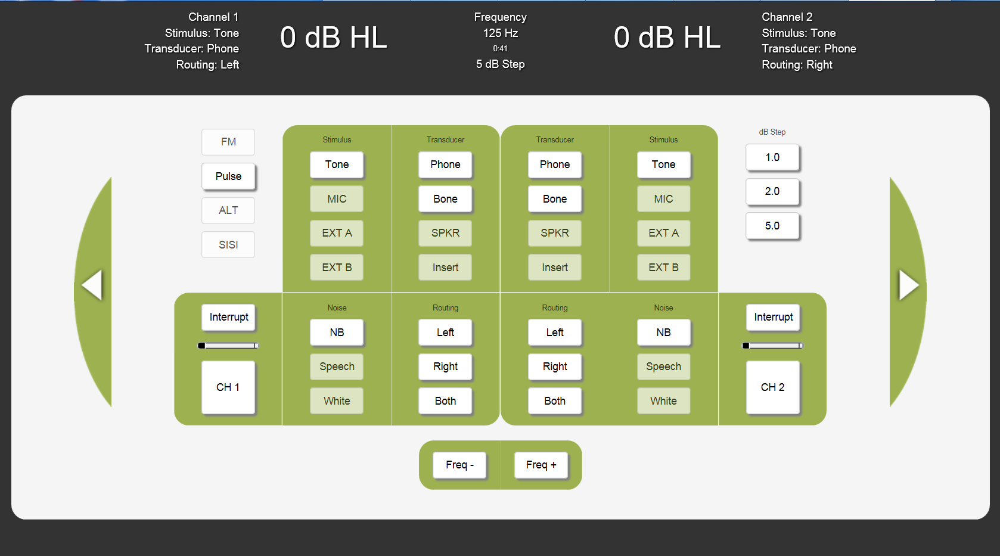 Channel 1
Stimulus: Tone
Transducer: Phone
Routing: Left
0 dB HL
Frequency
125 Hz
0:41
5 dB Step
0 dB HL
Channel 2
Stimulus: Tone
Transducer: Phone
Routing: Right
FM
Pulse
ALT
SISI
Stimulus
Tone
MIC
EXT A
EXT B
Transducer
Phone
Bone
SPKR
Insert
Transducer
Phone
Bone
SPKR
Insert
Stimulus
Tone
MIC
EXT A
EXT B
dB Step
1.0
2.0
5.0
Interrupt
CH 1
Noise
NB
Speech
White
Routing
Left
Right
Both
Routing
Left
Right
Both
Noise
NB
Speech
White
Interrupt
CH 2
Freq -
Freq +